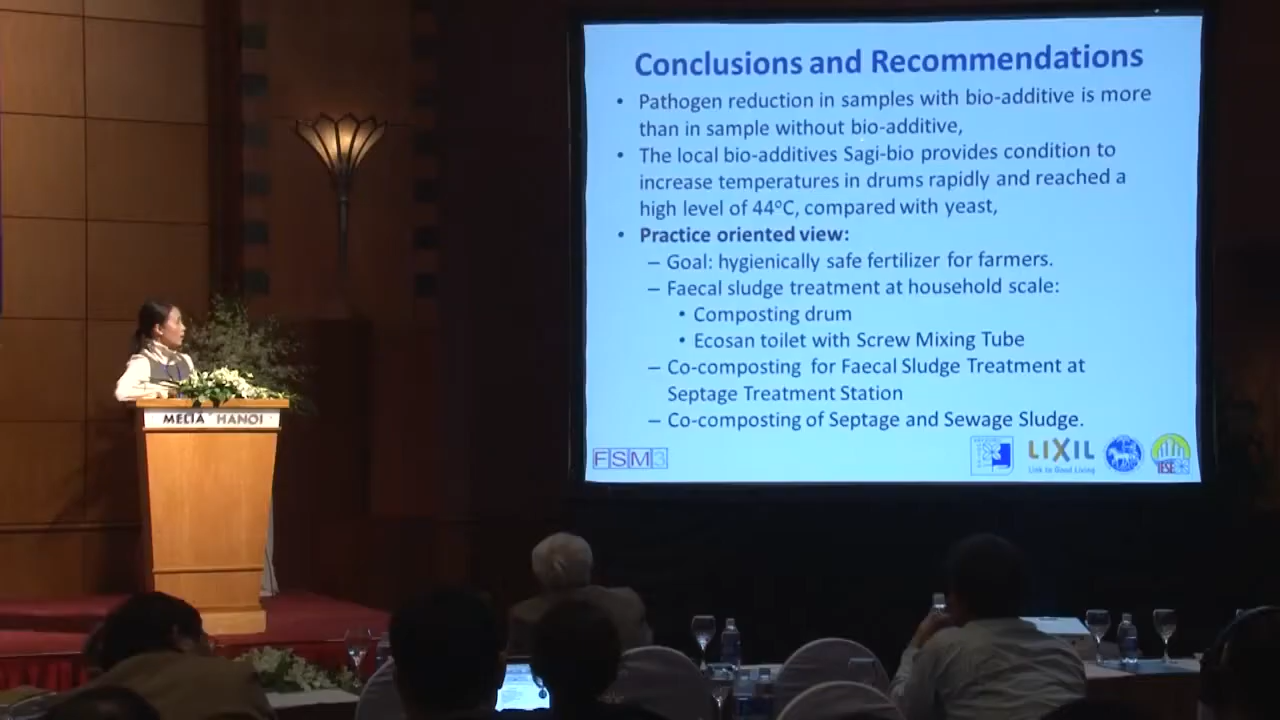 Conclusions and Recommendations
• Pathogen reduction in samples with bio-additive is more
than in sample without bio-additive,
• The local bio-additives Sagi-bio provides condition to
increase temperatures in drums rapidly and reached a
high level of 44ºC, compared with yeast,
• Practice oriented view:
– Goal: hygienically safe fertilizer for farmers.
– Faecal sludge treatment at household scale:
• Composting drum
• Ecosan toilet with Screw Mixing Tube
– Co-composting for Faecal Sludge Treatment at
Septage Treatment Station
– Co-composting of Septage and Sewage Sludge.
FSM3
LIXIL
Link to Good Living
IESE
MELIÃ HANOI